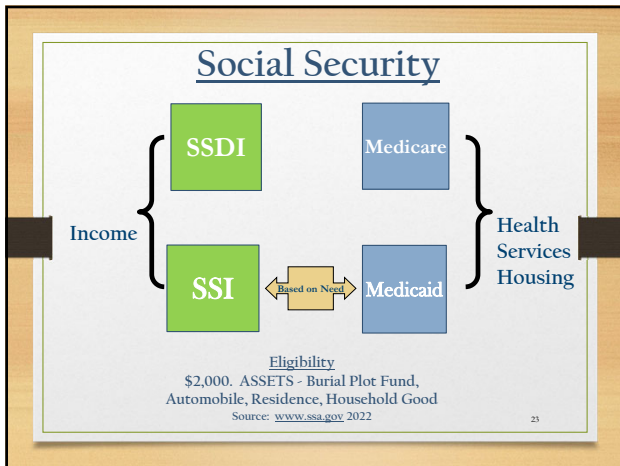 Social Security
SSDI
Medicare
Income
Health
Services
Housing
SSI
Based on Need
Medicaid
Eligibility
$2,000. ASSETS - Burial Plot Fund,
Automobile, Residence, Household Good
Source: www.ssa.gov 2022
23